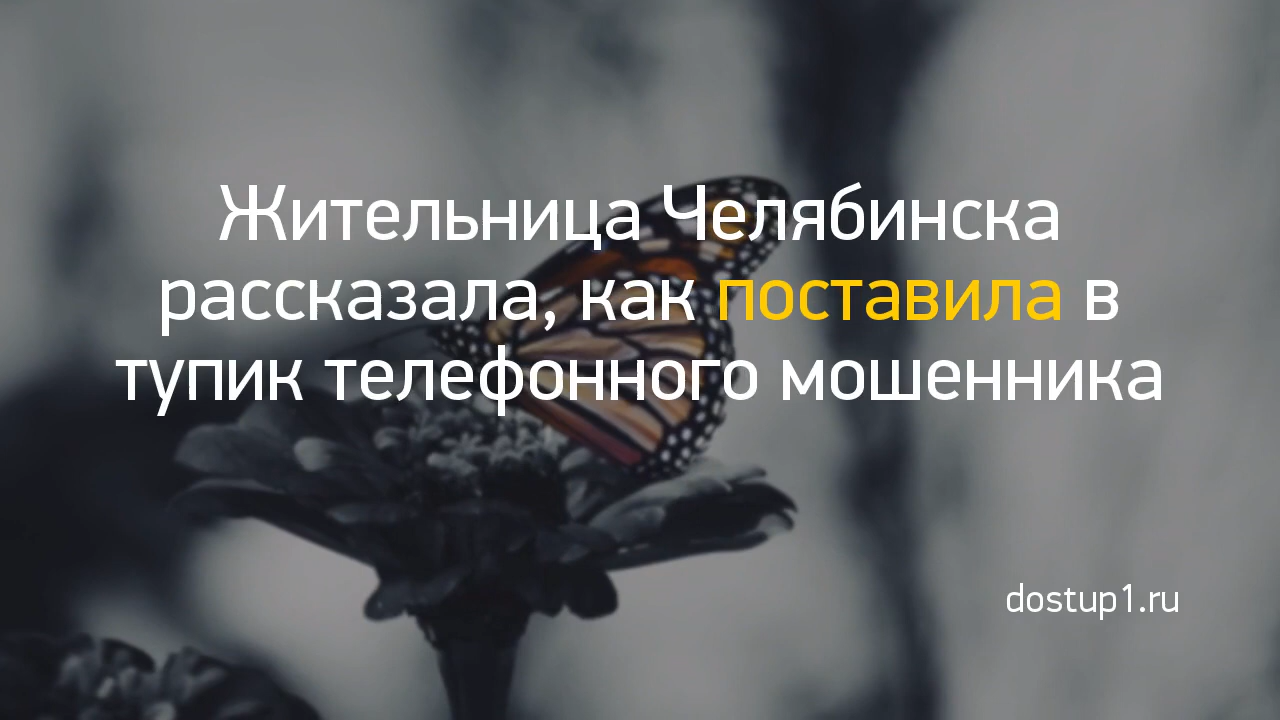 Жительница Челябинска
рассказала, как поставила в
тупик телефонного мошенника
dostup1.ru